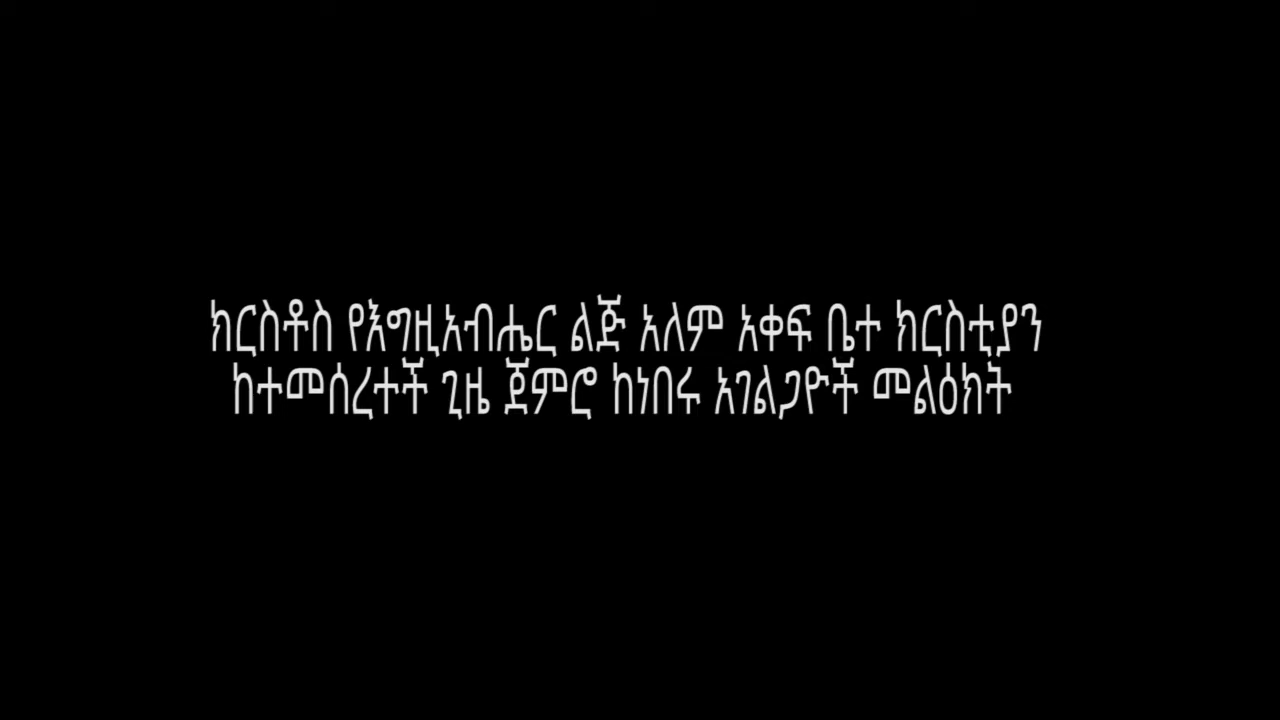 ክርስቶስ የእግዚአብሔር ልጅ አለም አቀፍ ቤተ ክርስቲያን
ከተመሰረተች ጊዜ ጀምሮ ከነበሩ አገልጋዮች መልዕክት